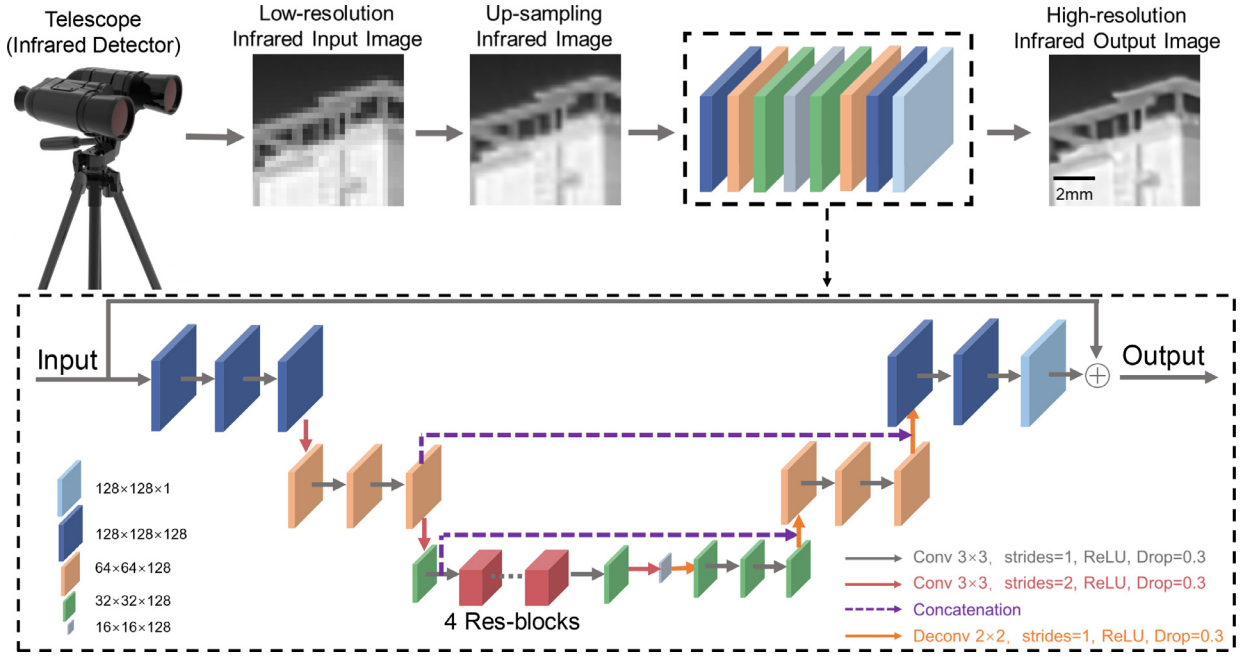 Telescope
(Infrared Detector)
Low-resolution
Infrared Input Image
Up-sampling
Infrared Image
High-resolution
Infrared Output Image
2mm
Input
Output
128×128×1
128×128×128
64×64×128
32×32×128
16×16×128
4 Res-blocks
Conv 3×3, strides=1, ReLU, Drop=0.3
Conv 3×3, strides=2, ReLU, Drop=0.3
Concatenation
Deconv 2×2, strides=1, ReLU, Drop=0.3